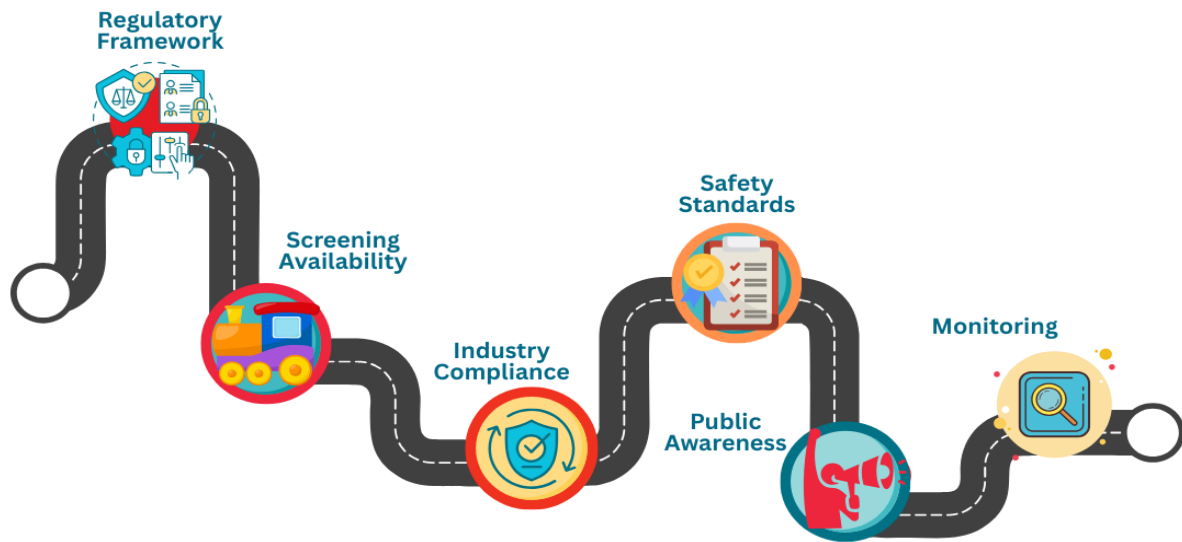 Regulatory
Framework
Screening
Availability
Industry
Compliance
Safety
Standards
Public
Awareness
Monitoring